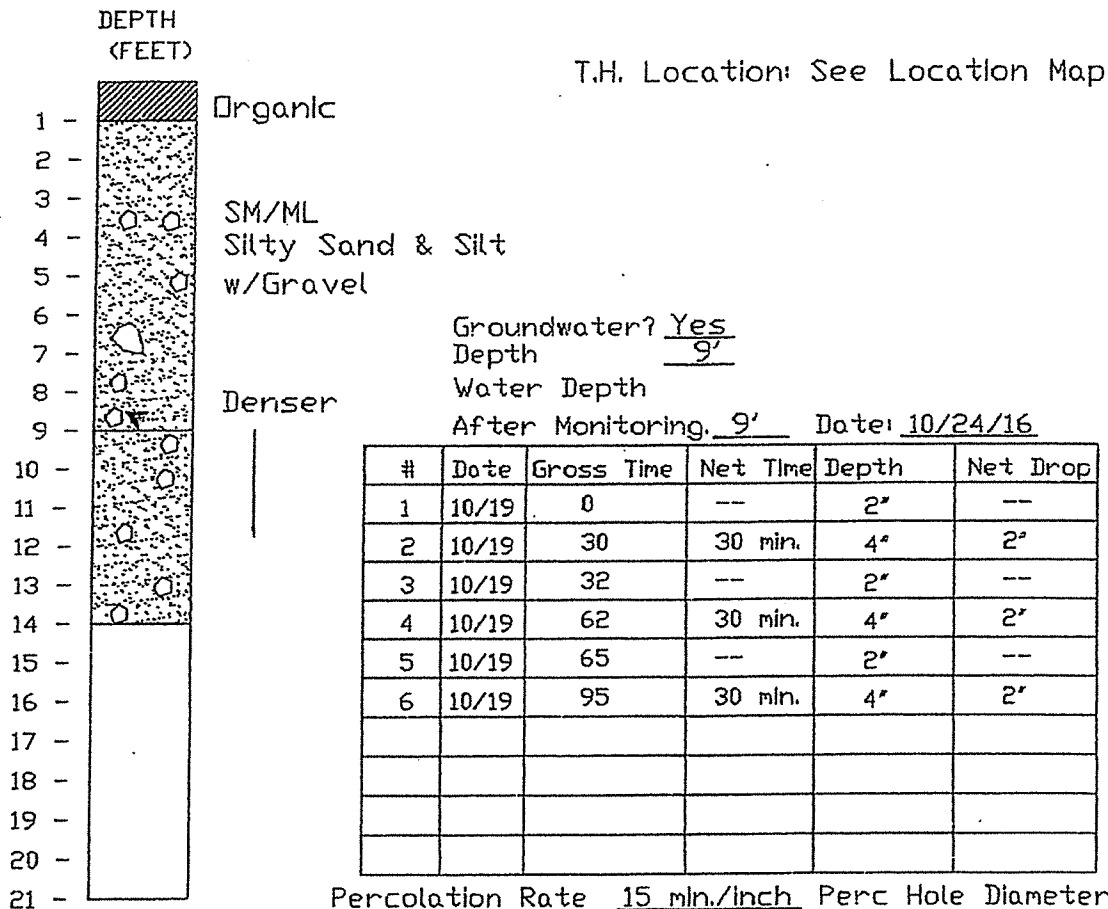 DEPTH
(FEET)
T.H. Location: See Location Map
Organic
1 -
2 -
3 -
4 -
5 -
6 -
7 -
8 -
9 -
10 -
11 -
12 -
13 -
14 -
15 -
16 -
17 -
18 -
19 -
20 -
21 -
SM/ML
Silty Sand & Silt
w/Gravel
Denser
Groundwater? Yes
Depth 9'
Water Depth
After Monitoring. 9' Date: 10/24/16
# Date Gross Time Net Time Depth Net Drop
1 10/19 0 -- 2" --
2 10/19 30 30 min. 4" 2"
3 10/19 32 -- 2" --
4 10/19 62 30 min. 4" 2"
5 10/19 65 -- 2" --
6 10/19 95 30 min. 4" 2"
Percolation Rate 15 min./inch Perc Hole Diameter